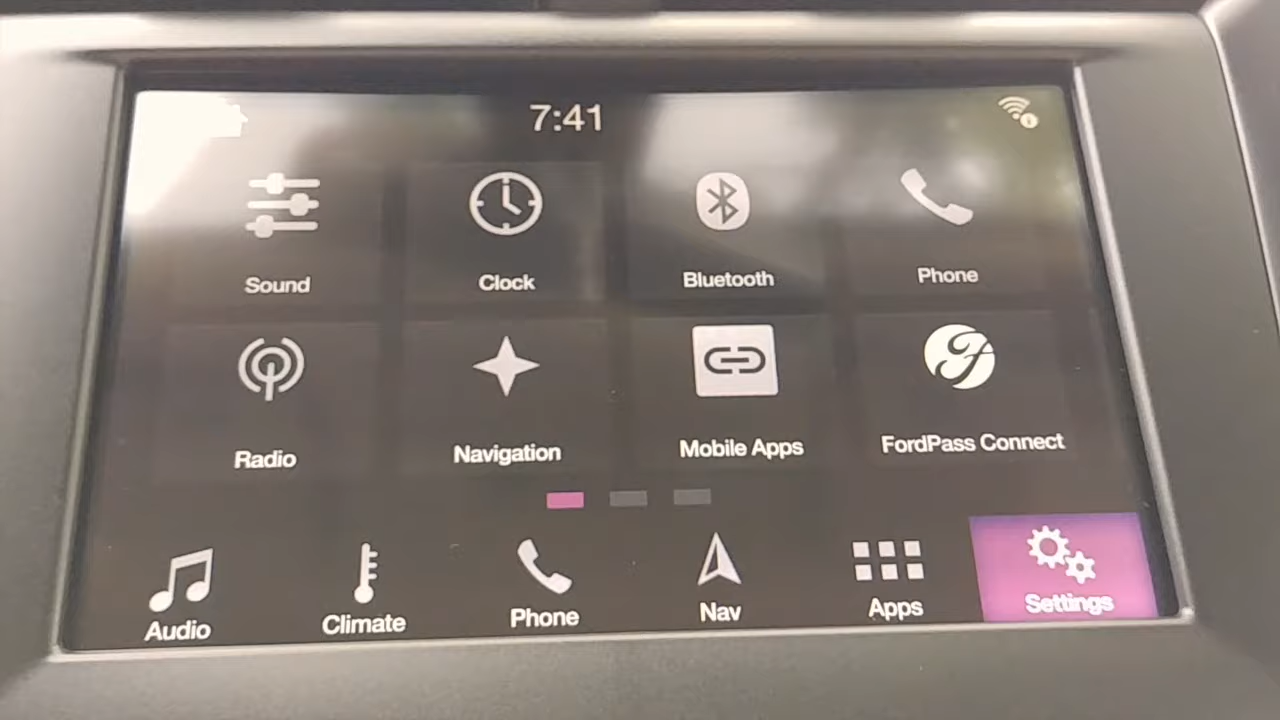 7:41
Sound
Clock
Bluetooth
Phone
Radio
Navigation
Mobile Apps
FordPass Connect
Audio
Climate
Phone
Nav
Apps
Settings